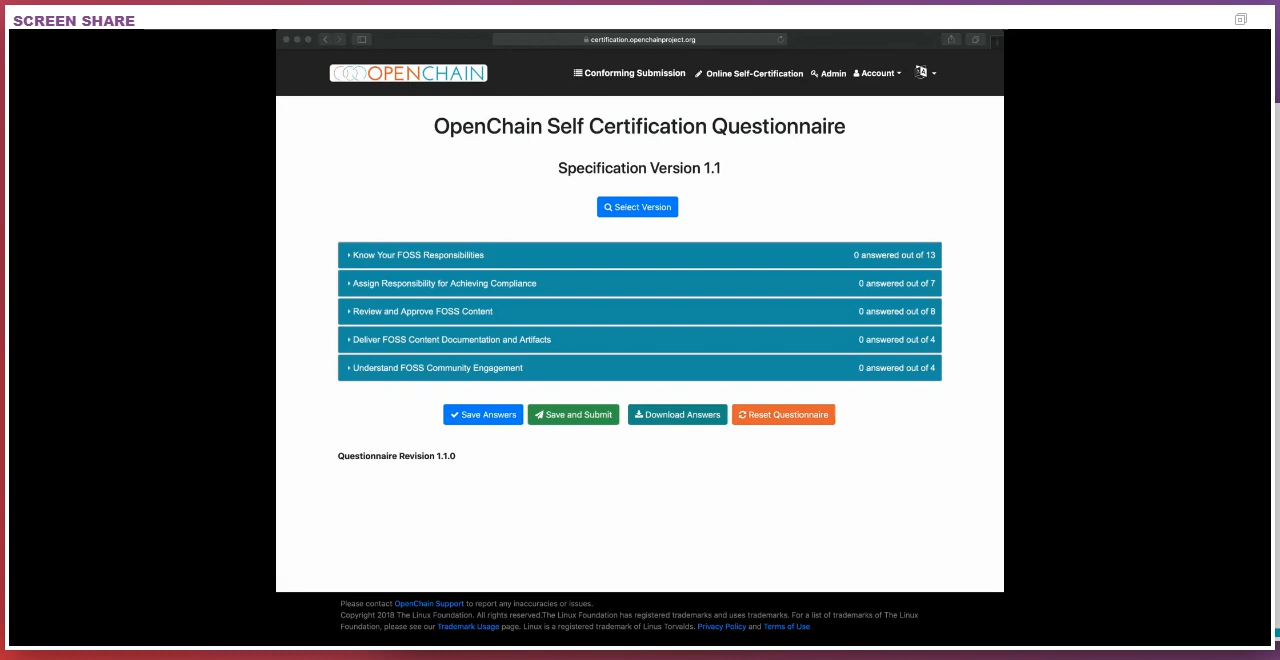 SCREEN SHARE
certification.openchainproject.org
OPENCHAIN
Conforming Submission Online Self-Certification Admin Account
OpenChain Self Certification Questionnaire
Specification Version 1.1
Select Version
Know Your FOSS Responsibilities 0 answered out of 13
Assign Responsibility for Achieving Compliance 0 answered out of 7
Review and Approve FOSS Content 0 answered out of 8
Deliver FOSS Content Documentation and Artifacts 0 answered out of 4
Understand FOSS Community Engagement 0 answered out of 4
Save Answers Save and Submit Download Answers Reset Questionnaire
Questionnaire Revision 1.1.0
Please contact OpenChain Support to report any inaccuracies or issues.
Copyright 2018 The Linux Foundation. All rights reserved.The Linux Foundation has registered trademarks and uses trademarks. For a list of trademarks of The Linux
Foundation, please see our Trademark Usage page. Linux is a registered trademark of Linus Torvalds. Privacy Policy and Terms of Use